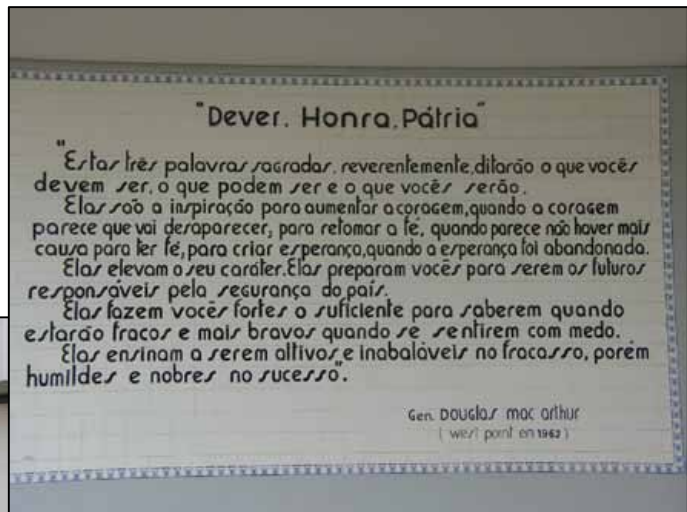 "Dever. Honra. Pátria"
"Estas três palavras sagradas, reverentemente, ditarão o que vocês
devem ser, o que podem ser e o que vocês serão.
Elas são a inspiração para aumentar a coragem, quando a coragem
parece que vai desaparecer; para retomar a fé, quando parece não haver mais
causa para ter fé, para criar esperança, quando a esperança foi abandonada.
Elas elevam o seu caráter. Elas preparam vocês para serem os futuros
responsáveis pela segurança do país.
Elas fazem vocês fortes o suficiente para saberem quando
estarão fracos e mais bravos quando se sentirem com medo.
Elas ensinam a serem altivos e inabaláveis no fracasso, porém
humildes e nobres no sucesso".
Gen. Douglas mac arthur
( west point en 1962 )